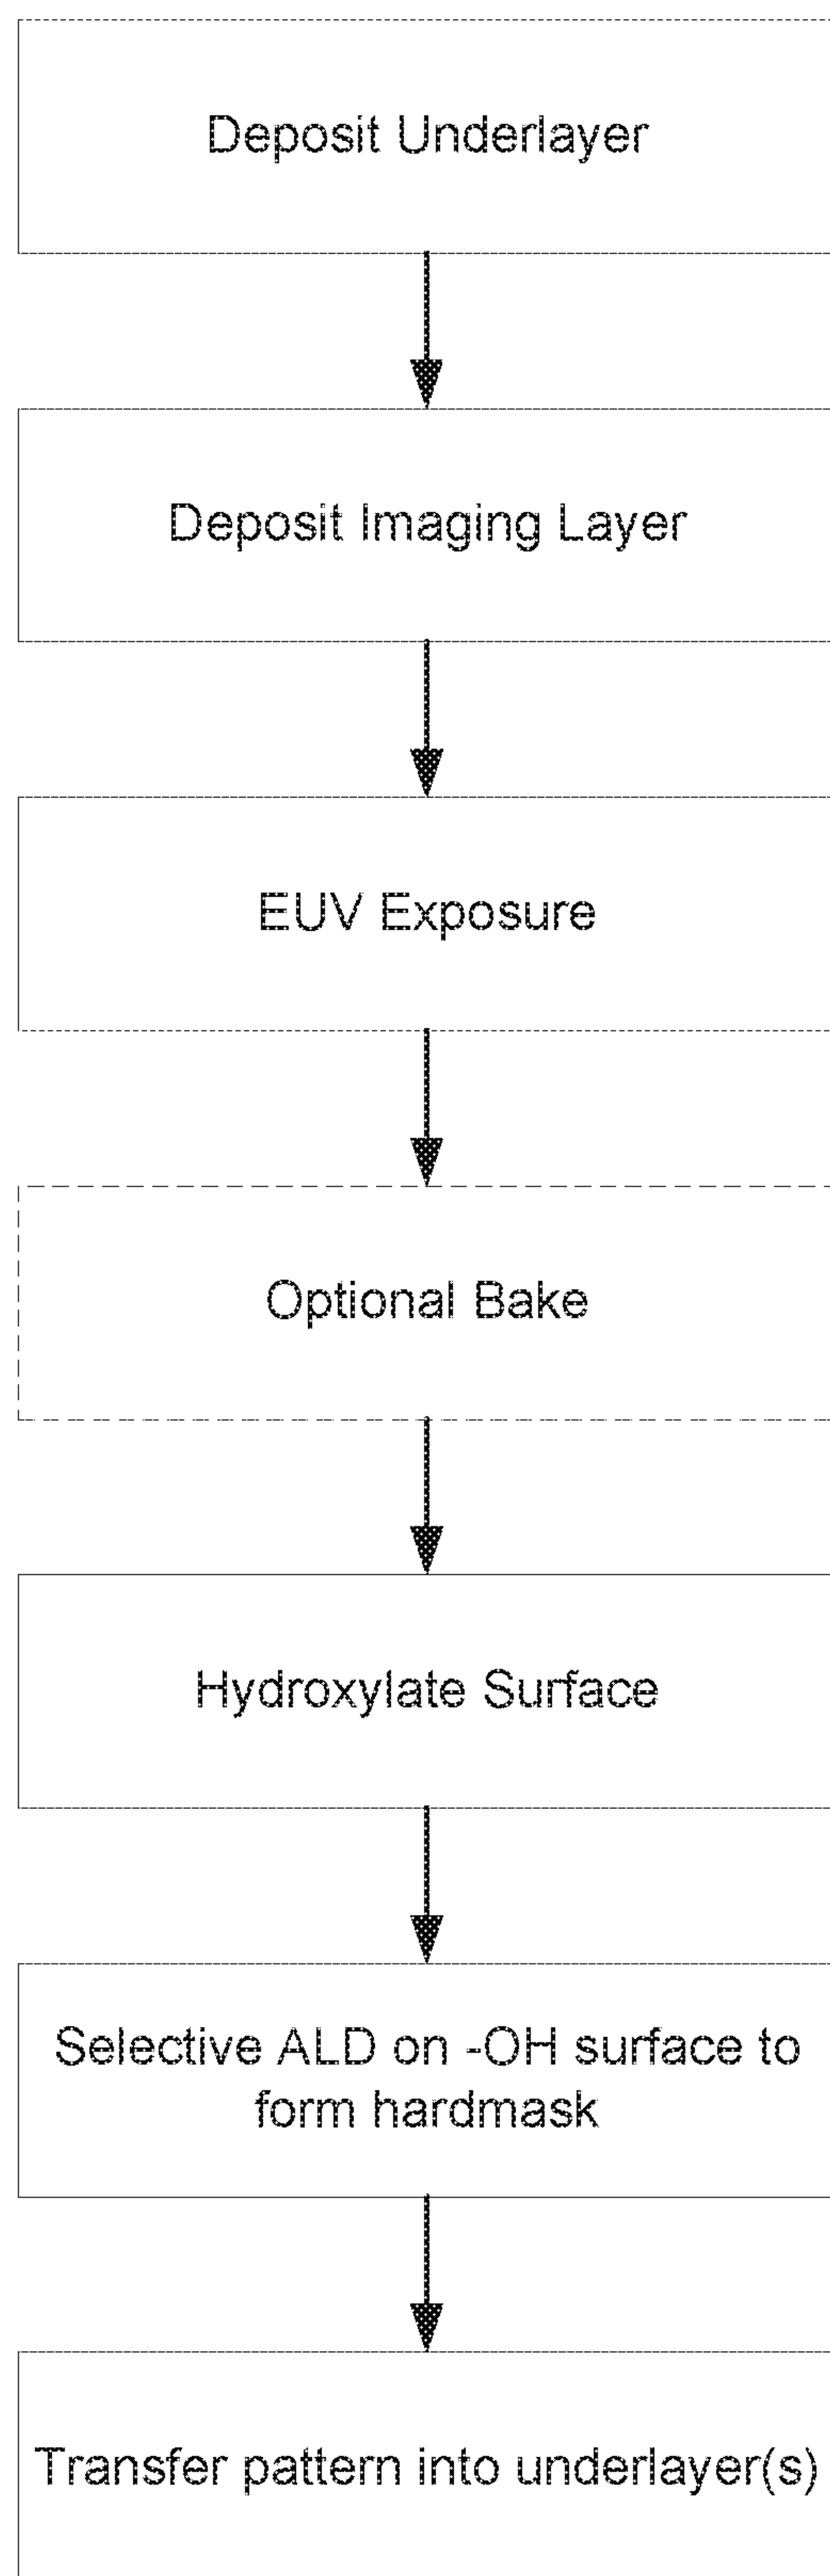 Deposit Underlayer
Deposit Imaging Layer
EUV Exposure
Optional Bake
Hydroxylate Surface
Selective ALD on -OH surface to
form hardmask
Transfer pattern into underlayer(s)